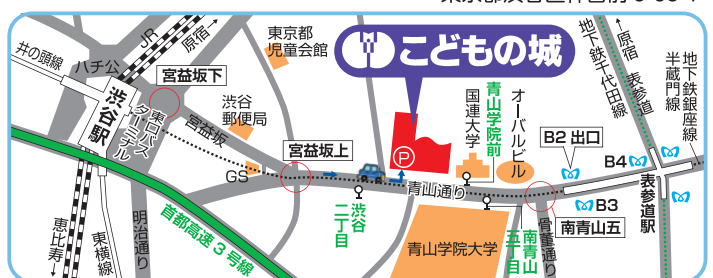 井の頭線
JR
原宿→
ハチ公
宮益坂下
東京都
児童会館
こどもの城
←原宿
表参道
地下鉄千代田線
地下鉄銀座線
半蔵門線
渋谷駅
東口バス
ターミナル
宮益坂
渋谷
郵便局
宮益坂上
GS
P
青山学院前
国連大学
オーバルビル
B2 出口
B4
B3
表参道駅
青山通り
渋谷
二丁目
青山学院大学
南青山
五丁目
骨董通り
南青山五
首都高速3号線
明治通り
東横線
恵比寿→